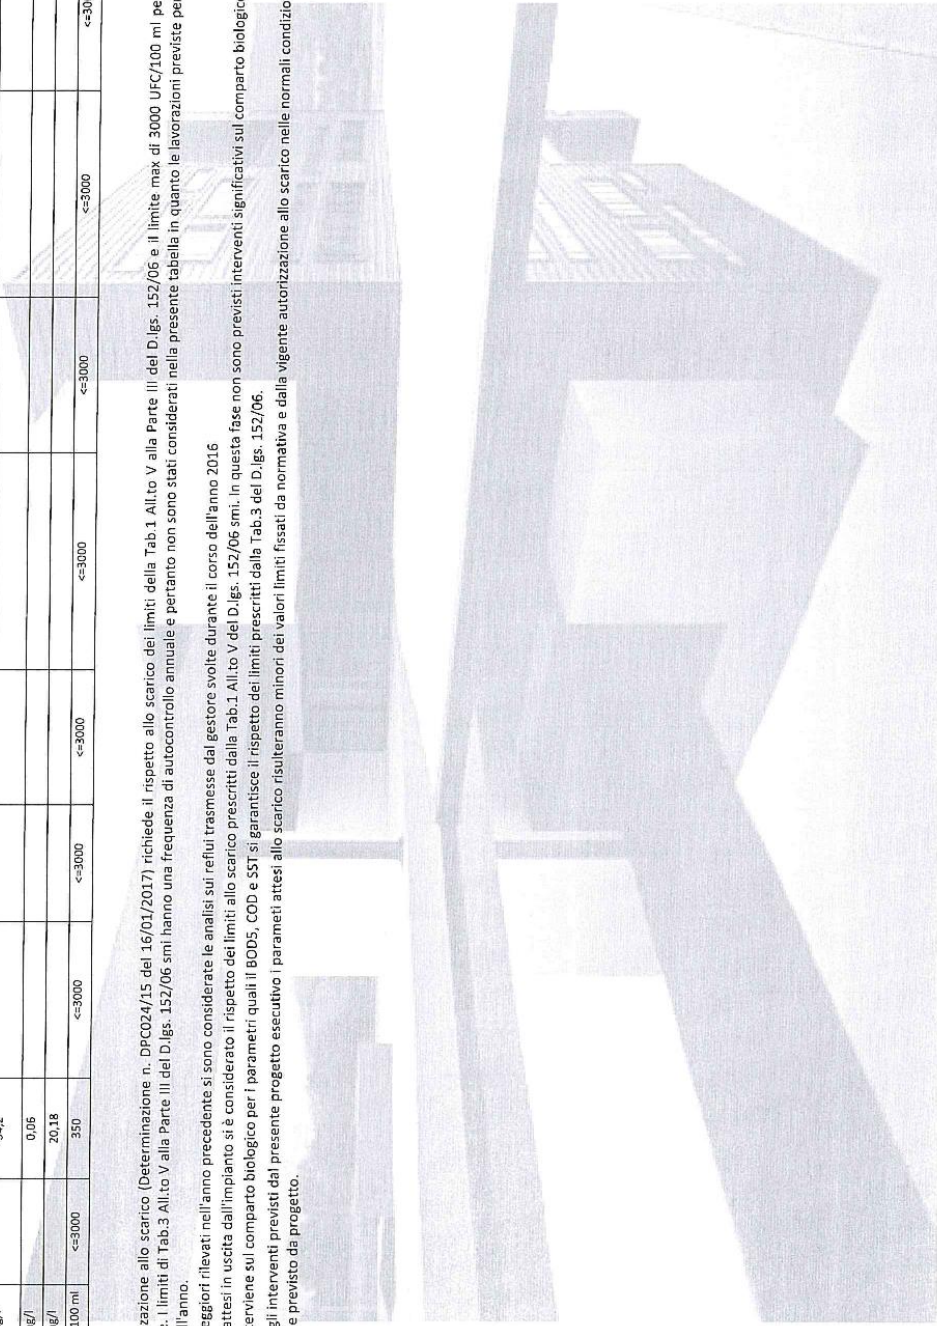 0,06
g/l 20,18
100 ml <=3000 350 <=3000 <=3000 <=3000 <=3000 <=3000 <=3000 <=300
zazione allo scarico (Determinazione n. DPC024/15 del 16/01/2017) richiede il rispetto allo scarico dei limiti della Tab.1 All.to V alla Parte III del D.lgs. 152/06 e il limite max di 3000 UFC/100 ml pe
. I limiti di Tab.3 All.to V alla Parte III del D.lgs. 152/06 smi hanno una frequenza di autocontrollo annuale e pertanto non sono stati considerati nella presente tabella in quanto le lavorazioni previste per
ll'anno.
eggiori rilevati nell'anno precedente si sono considerate le analisi sui reflui trasmesse dal gestore svolte durante il corso dell'anno 2016
attesi in uscita dall'impianto si è considerato il rispetto dei limiti allo scarico prescritti dalla Tab.1 All.to V del D.lgs. 152/06 smi. In questa fase non sono previsti interventi significativi sul comparto biologico
erviene sul comparto biologico per i parametri quali il BOD5, COD e SST si garantisce il rispetto dei limiti prescritti dalla Tab.3 del D.lgs. 152/06.
gli interventi previsti dal presente progetto esecutivo i parametri attesi allo scarico risulteranno minori dei valori limiti fissati da normativa e dalla vigente autorizzazione allo scarico nelle normali condizio
e previsto da progetto.